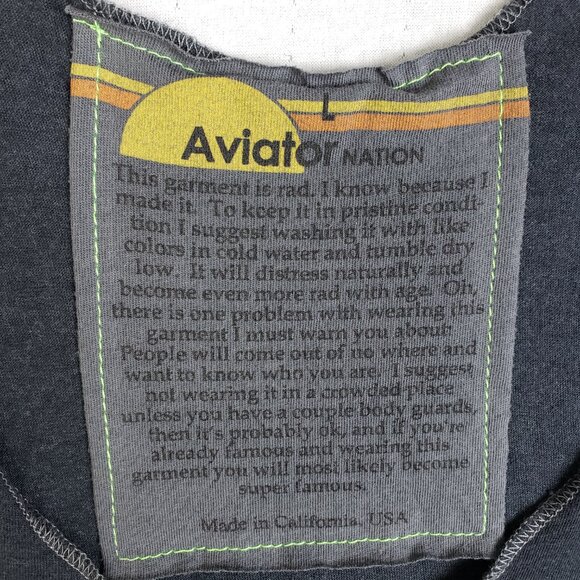 L
Aviator NATION
This garment is rad. I know because I
made it. To keep it in pristine condi-
tion I suggest washing it with like
colors in cold water and tumble dry
low. It will distress naturally and
become even more rad with age. Oh,
there is one problem with wearing this
garment I must warn you about:
People will come out of no where and
want to know who you are. I suggest
not wearing it in a crowded place
unless you have a couple body guards,
then it's probably ok, and if you're
already famous and wearing this
garment you will most likely become
super famous.
Made in California, USA